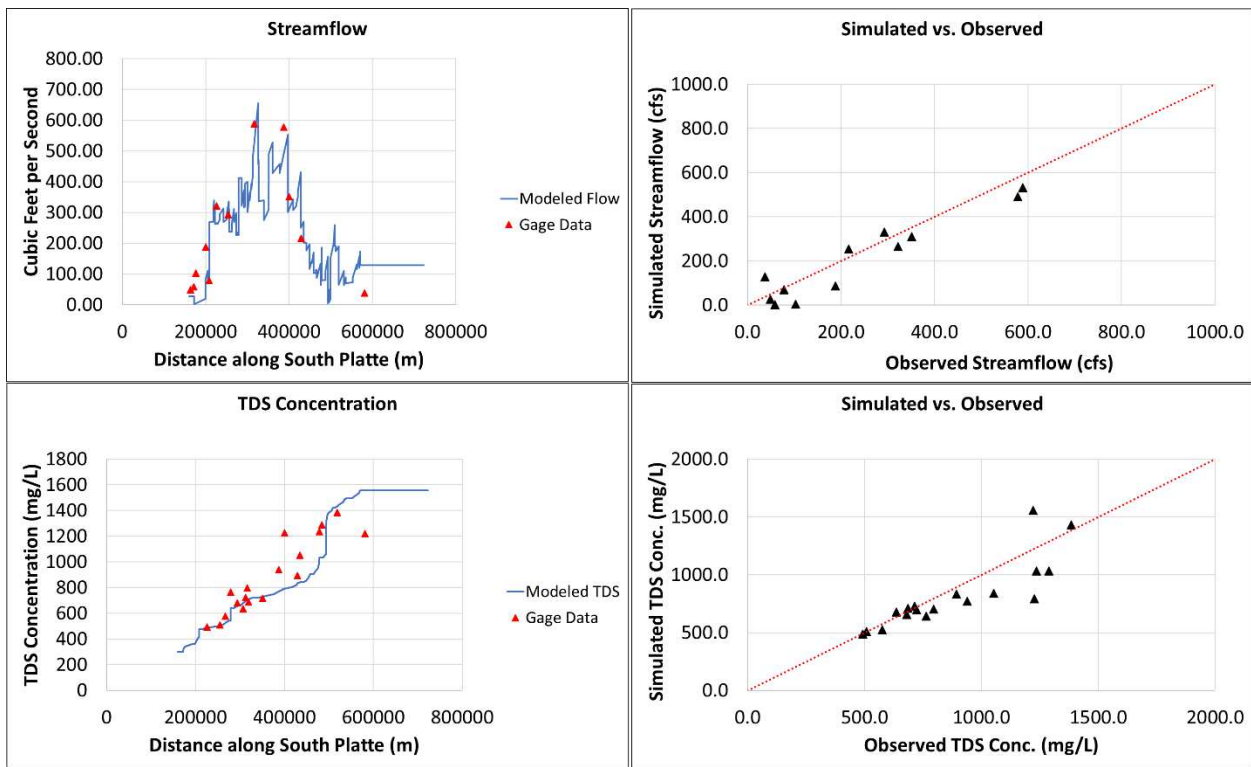 Streamflow
800.00
700.00
600.00
500.00
400.00
300.00
200.00
100.00
0.00
Cubic Feet per Second
0 200000 400000 600000 800000
Distance along South Platte (m)
Modeled Flow
Gage Data
Simulated vs. Observed
1000.0
800.0
600.0
400.0
200.0
0.0
Simulated Streamflow (cfs)
0.0 200.0 400.0 600.0 800.0 1000.0
Observed Streamflow (cfs)
TDS Concentration
1800
1600
1400
1200
1000
800
600
400
200
0
TDS Concentration (mg/L)
0 200000 400000 600000 800000
Distance along South Platte (m)
Modeled TDS
Gage Data
Simulated vs. Observed
2000.0
1500.0
1000.0
500.0
0.0
Simulated TDS Conc. (mg/L)
0.0 500.0 1000.0 1500.0 2000.0
Observed TDS Conc. (mg/L)